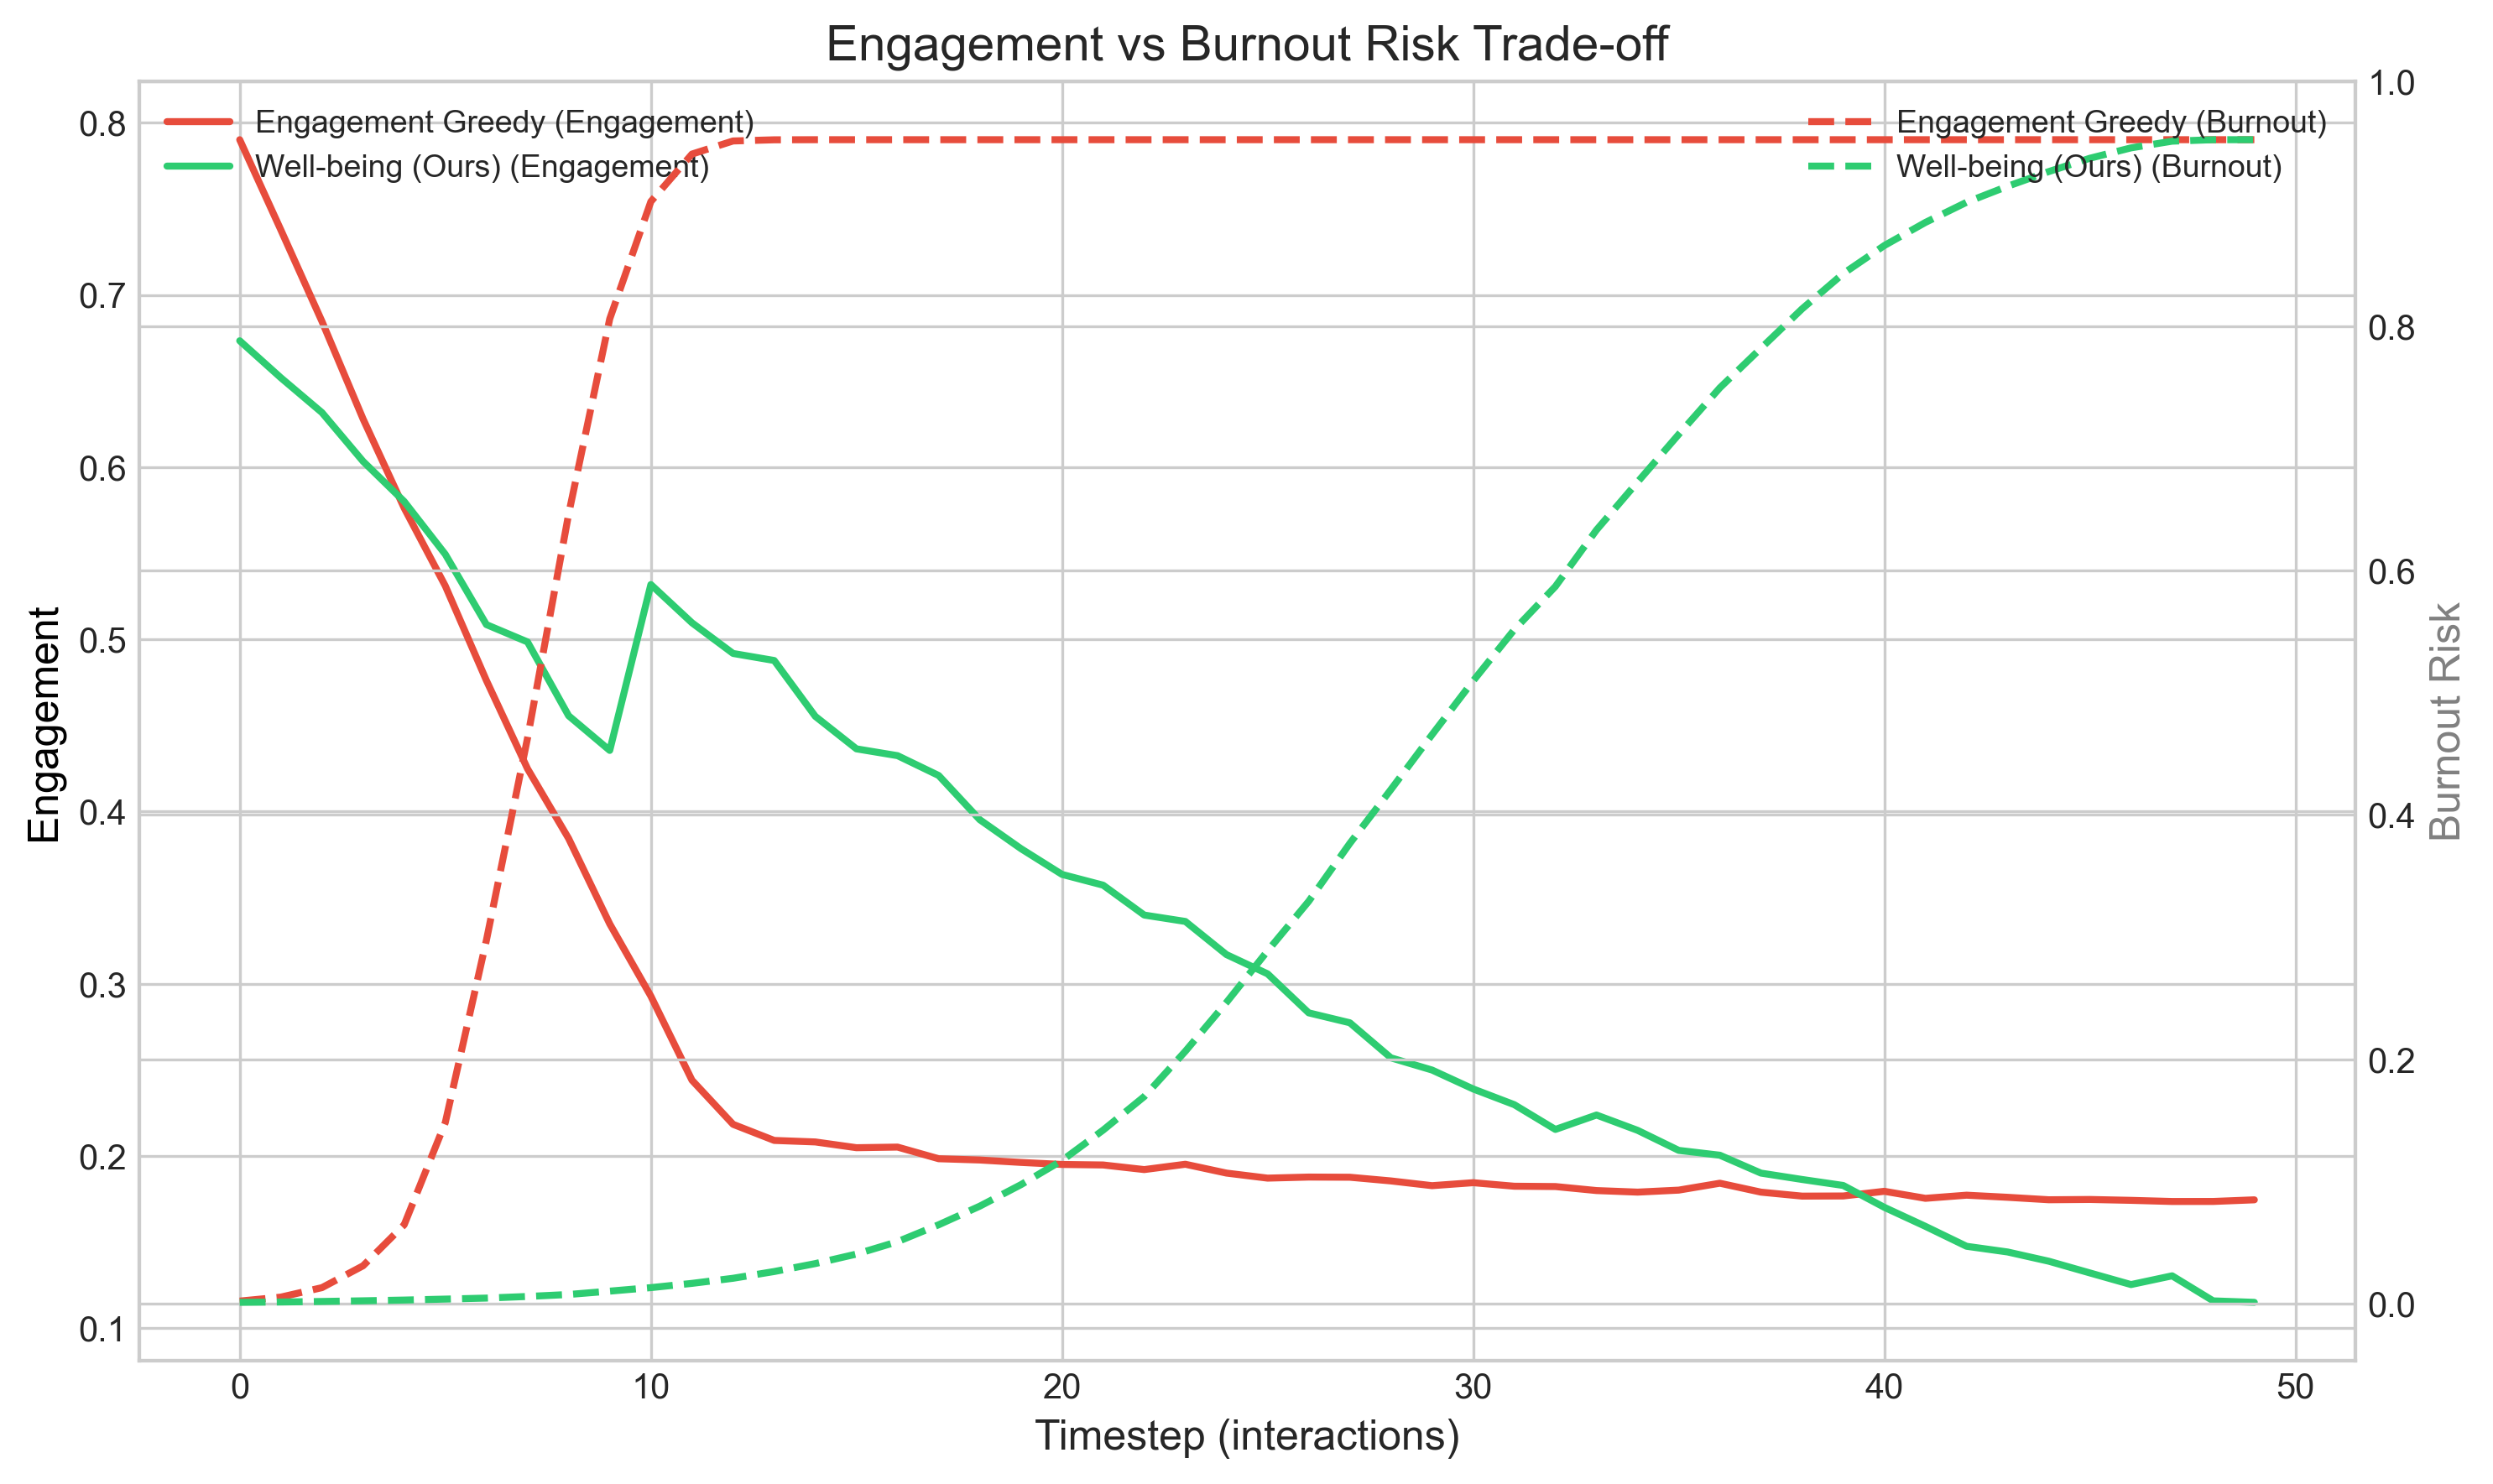 Engagement vs Burnout Risk Trade-off
Engagement Greedy (Engagement)
Well-being (Ours) (Engagement)
Engagement Greedy (Burnout)
Well-being (Ours) (Burnout)
Engagement
0.8
0.7
0.6
0.5
0.4
0.3
0.2
0.1
1.0
0.8
0.6
0.4
0.2
0.0
Burnout Risk
0 10 20 30 40 50
Timestep (interactions)